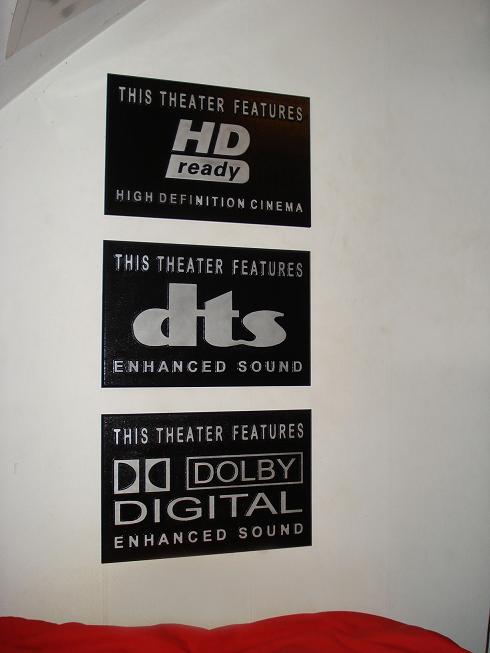 THIS THEATER FEATURES
HD
ready
HIGH DEFINITION CINEMA
THIS THEATER FEATURES
dts
ENHANCED SOUND
THIS THEATER FEATURES
DOLBY
DIGITAL
ENHANCED SOUND